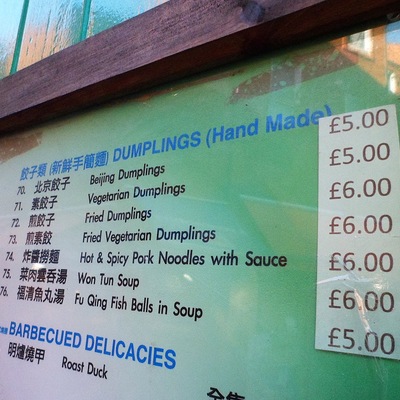 餃子類 (新鮮手簡麵) DUMPLINGS (Hand Made)
70. 北京餃子 Beijing Dumplings £5.00
71. 素餃子 Vegetarian Dumplings £5.00
72. 煎餃子 Fried Dumplings £6.00
73. 煎素餃 Fried Vegetarian Dumplings £6.00
74. 炸醬撈麵 Hot & Spicy Pork Noodles with Sauce £6.00
75. 菜肉雲吞湯 Won Tun Soup £6.00
76. 福清魚丸湯 Fu Qing Fish Balls in Soup £5.00
BARBECUED DELICACIES
明爐燒甲 Roast Duck